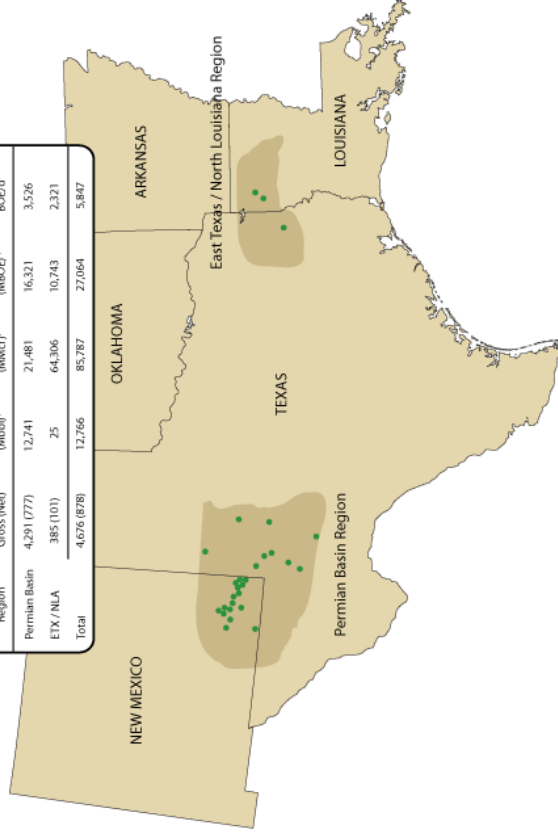 Region Gross (Net) (Mbbl) (MMcf) (MBOE) BOE/d
Permian Basin 4,291 (777) 12,741 21,481 16,321 3,526
ETX / NLA 385 (101) 25 64,306 10,743 2,321
Total 4,676 (878) 12,766 85,787 27,064 5,847
NEW MEXICO
OKLAHOMA
ARKANSAS
East Texas / North Louisiana Region
TEXAS
LOUISIANA
Permian Basin Region